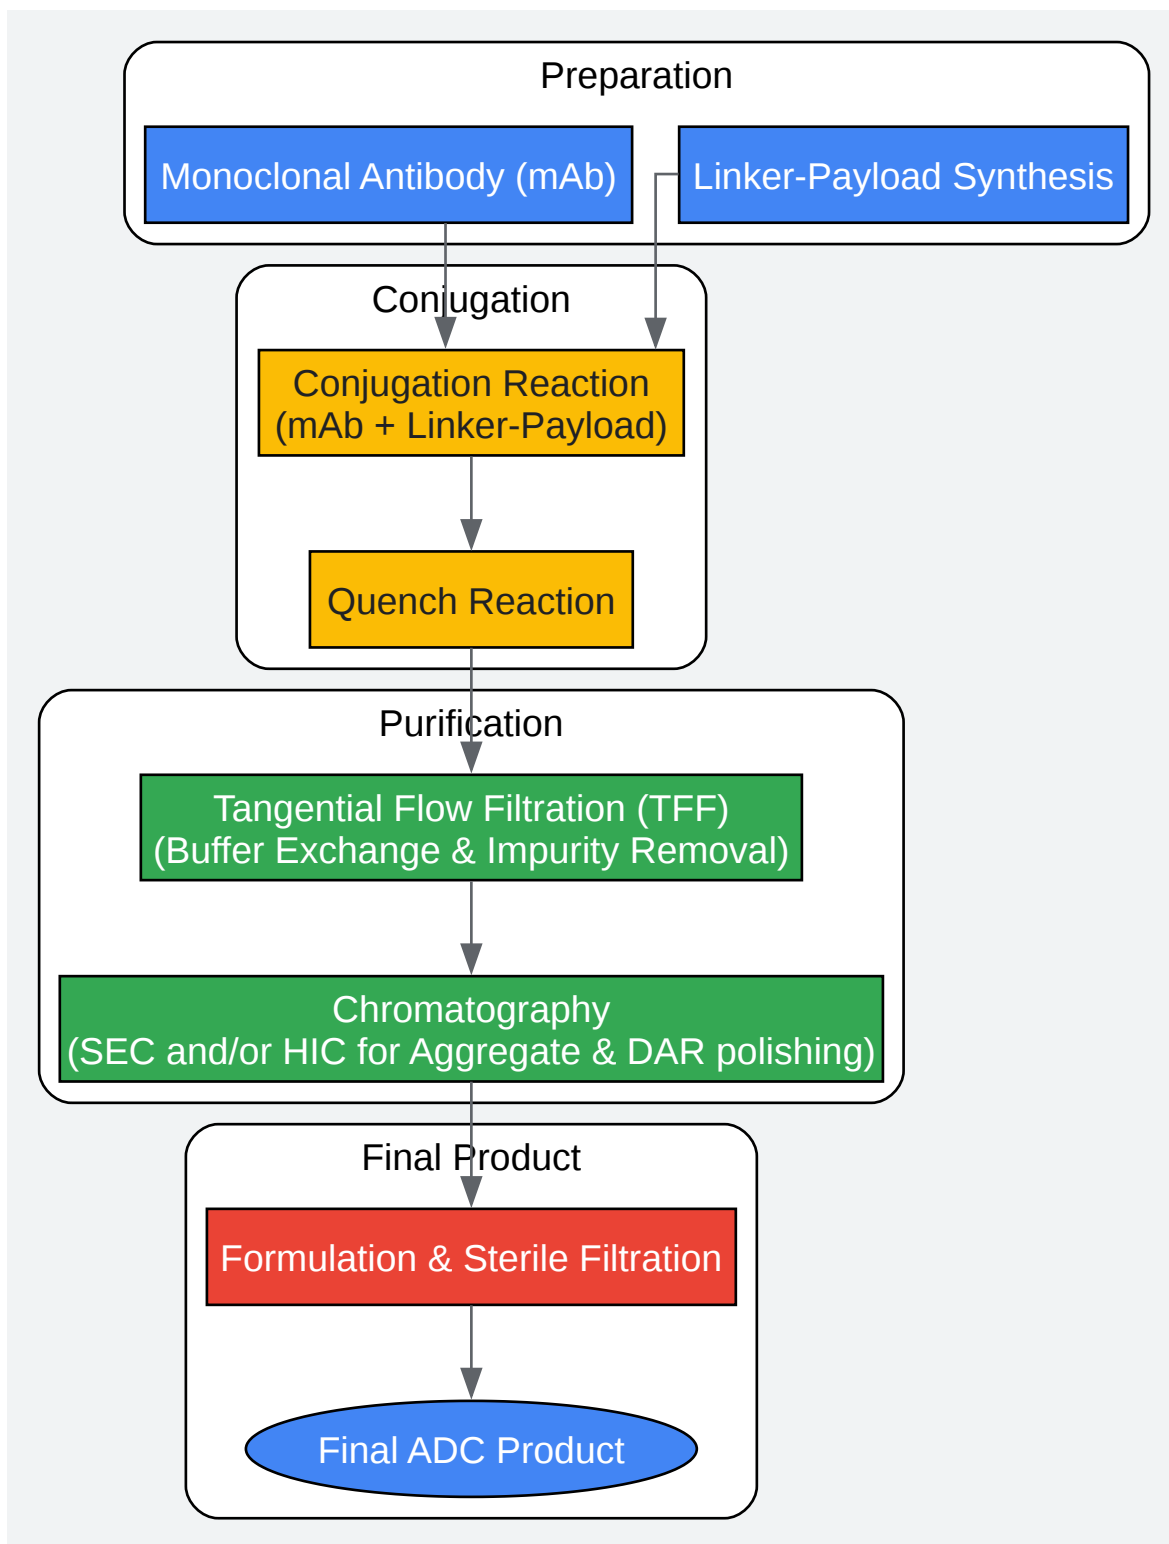 Preparation
Monoclonal Antibody (mAb)
Linker-Payload Synthesis
Conjugation
Conjugation Reaction
(mAb + Linker-Payload)
Quench Reaction
Purification
Tangential Flow Filtration (TFF)
(Buffer Exchange & Impurity Removal)
Chromatography
(SEC and/or HIC for Aggregate & DAR polishing)
Final Product
Formulation & Sterile Filtration
Final ADC Product